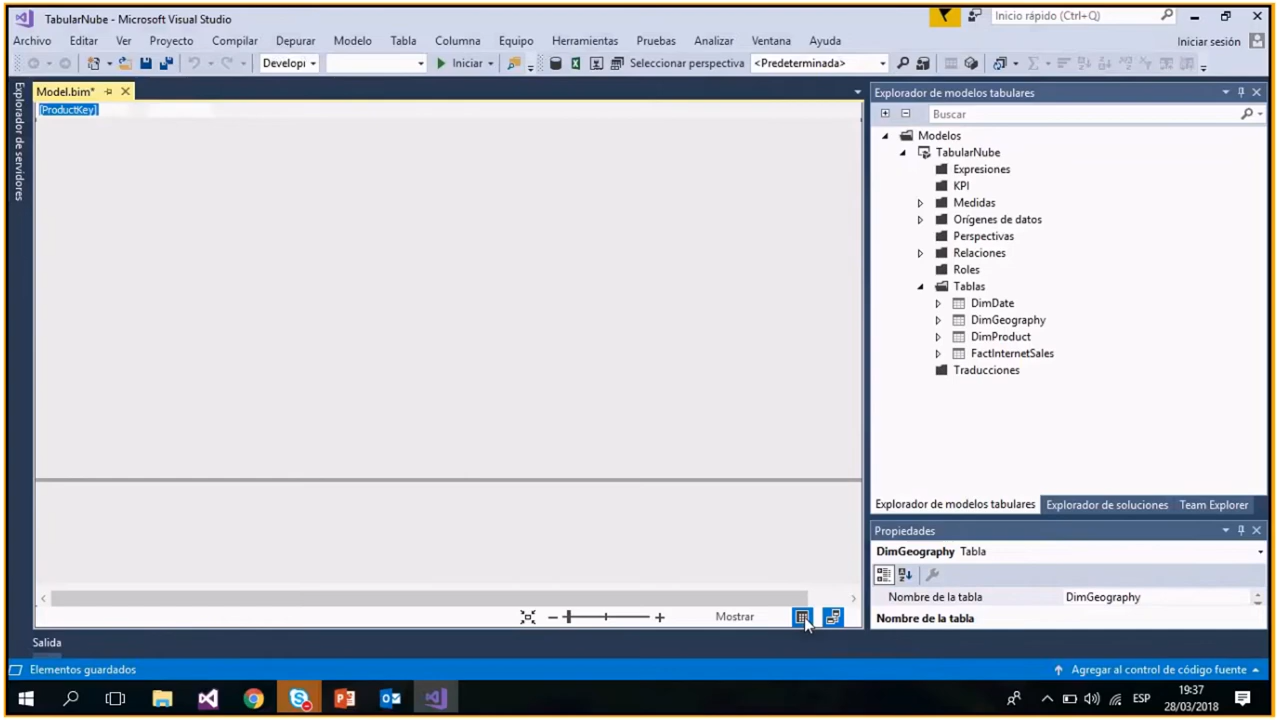 TabularNube - Microsoft Visual Studio
Inicio rápido (Ctrl+Q)
Archivo Editar Ver Proyecto Compilar Depurar Modelo Tabla Columna Equipo Herramientas Pruebas Analizar Ventana Ayuda
Iniciar sesión
Developi Iniciar Seleccionar perspectiva <Predeterminada>
Explorador de servidores
Model.bim*
[ProductKey]
Mostrar
Explorador de modelos tabulares
Buscar
Modelos
TabularNube
Expresiones
KPI
Medidas
Orígenes de datos
Perspectivas
Relaciones
Roles
Tablas
DimDate
DimGeography
DimProduct
FactInternetSales
Traducciones
Explorador de modelos tabulares Explorador de soluciones Team Explorer
Propiedades
DimGeography Tabla
Nombre de la tabla DimGeography
Nombre de la tabla
Salida
Elementos guardados
Agregar al control de código fuente
ESP
19:37
28/03/2018